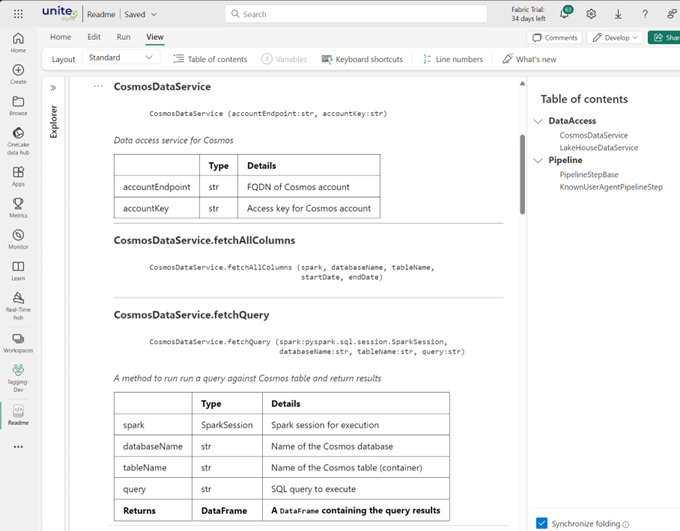 unite
Readme
Saved
Search
Fabric Trial:
34 days left
63
Home
Edit
Run
View
Comments
Develop
Shar
Layout
Standard
Table of contents
Variables
Keyboard shortcuts
Line numbers
What's new
Home
Create
Browse
OneLake
data hub
Apps
Metrics
Monitor
Learn
Real-Time
hub
Workspaces
Tagging-
Dev
Readme
Explorer
CosmosDataService
CosmosDataService (accountEndpoint:str, accountKey:str)
Data access service for Cosmos
Type Details
accountEndpoint str FQDN of Cosmos account
accountKey str Access key for Cosmos account
CosmosDataService.fetchAllColumns
CosmosDataService.fetchAllColumns (spark, databaseName, tableName,
startDate, endDate)
CosmosDataService.fetchQuery
CosmosDataService.fetchQuery (spark:pyspark.sql.session.SparkSession,
databaseName:str, tableName:str, query:str)
A method to run run a query against Cosmos table and return results
Type Details
spark SparkSession Spark session for execution
databaseName str Name of the Cosmos database
tableName str Name of the Cosmos table (container)
query str SQL query to execute
Returns DataFrame A DataFrame containing the query results
Table of contents
DataAccess
CosmosDataService
LakeHouseDataService
Pipeline
PipelineStepBase
KnownUserAgentPipelineStep
Synchronize folding